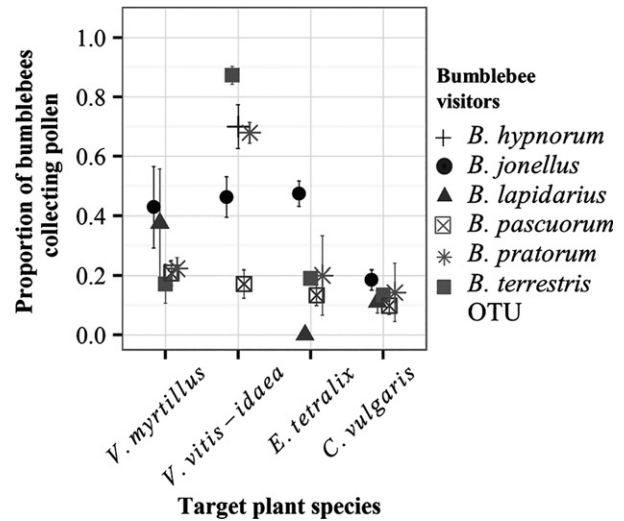 Proportion of bumblebees
collecting pollen
1.0
0.8
0.6
0.4
0.2
0.0
V. myrtillus
V. vitis-idaea
E. tetralix
C. vulgaris
Target plant species
Bumblebee
visitors
B. hypnorum
B. jonellus
B. lapidarius
B. pascuorum
B. pratorum
B. terrestris
OTU